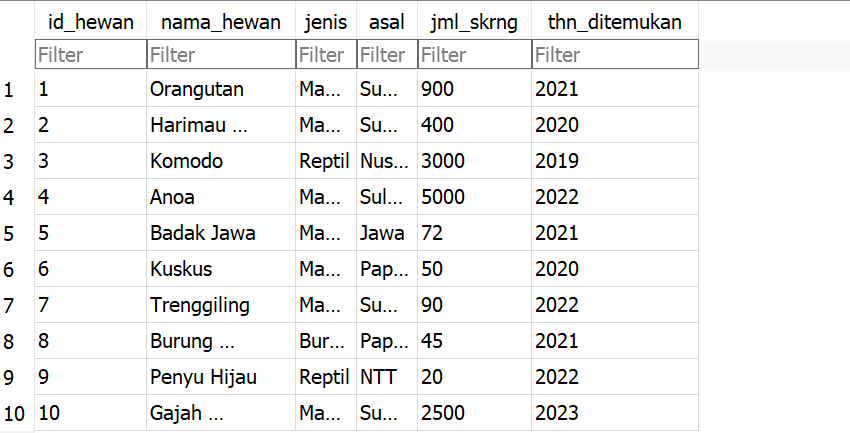 id_hewan nama_hewan jenis asal jml_skrng thn_ditemukan
Filter Filter Filter Filter Filter Filter
1 1 Orangutan Ma... Su... 900 2021
2 2 Harimau ... Ma... Su... 400 2020
3 3 Komodo Reptil Nus... 3000 2019
4 4 Anoa Ma... Sul... 5000 2022
5 5 Badak Jawa Ma... Jawa 72 2021
6 6 Kuskus Ma... Pap... 50 2020
7 7 Trenggiling Ma... Su... 90 2022
8 8 Burung ... Bur... Pap... 45 2021
9 9 Penyu Hijau Reptil NTT 20 2022
10 10 Gajah ... Ma... Su... 2500 2023